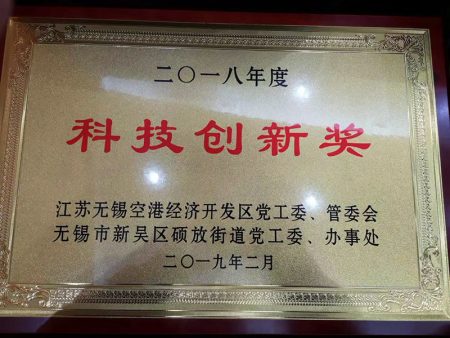 二〇一八年度
科技创新奖
江苏无锡空港经济开发区党工委、管委会
无锡市新吴区硕放街道党工委、办事处
二〇一九年二月